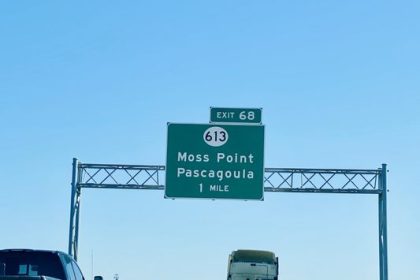 EXIT 68
613
Moss Point
Pascagoula
1 MILE